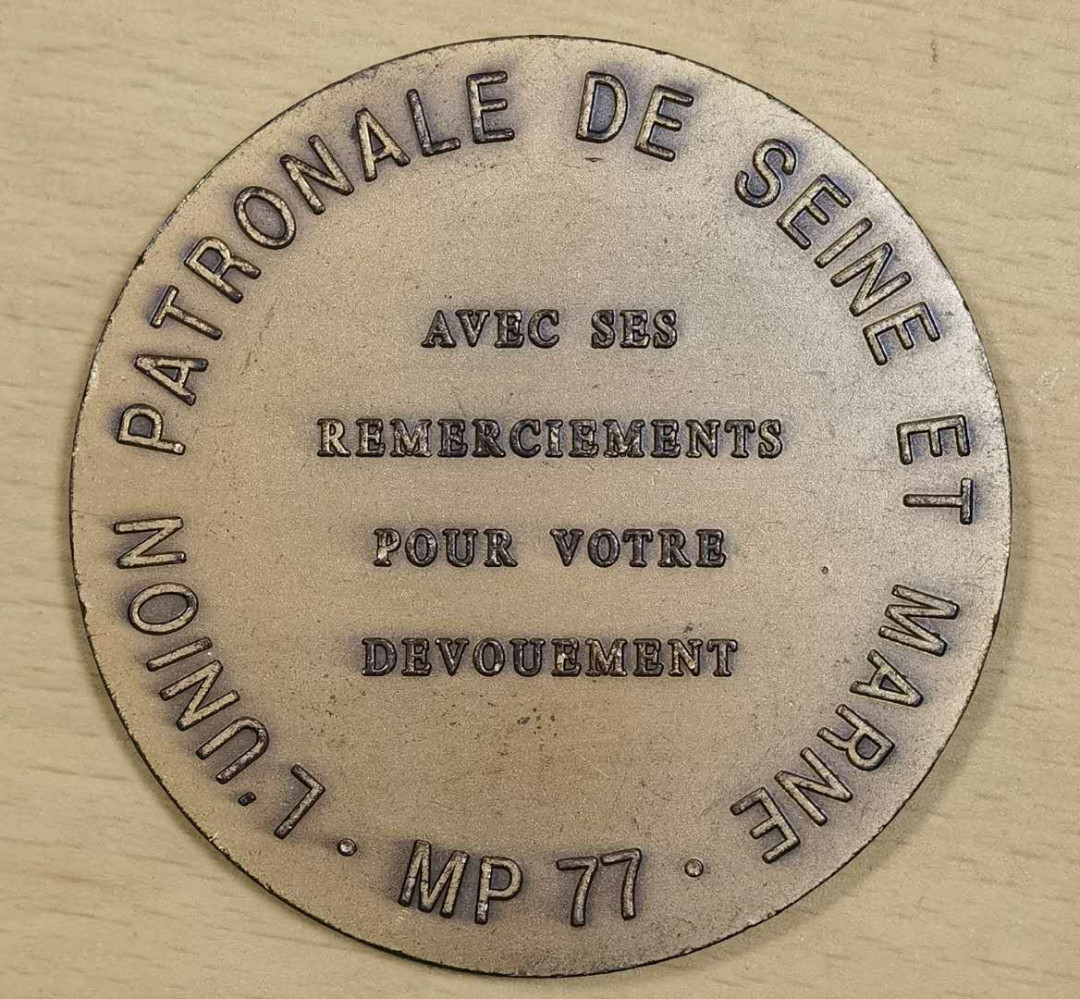 L'UNION PATRONALE DE SEINE ET MARNE
AVEC SES
REMERCIEMENTS
POUR VOTRE
DEVOUEMENT
· MP 77 ·